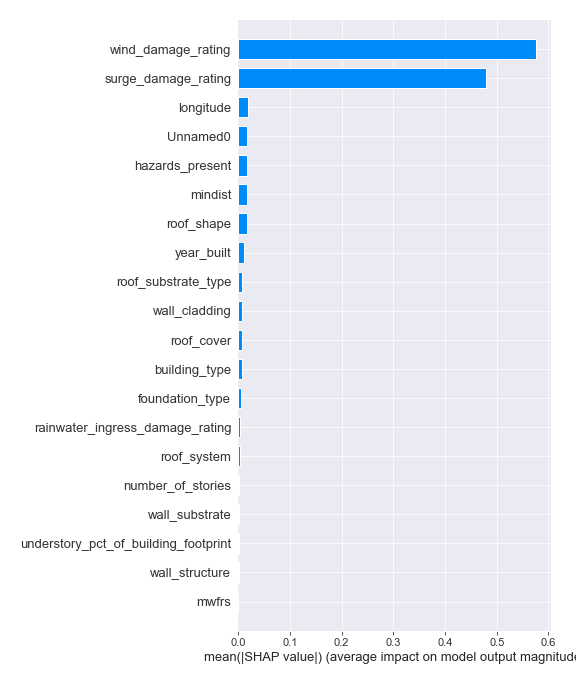 wind_damage_rating
surge_damage_rating
longitude
Unnamed0
hazards_present
mindist
roof_shape
year_built
roof_substrate_type
wall_cladding
roof_cover
building_type
foundation_type
rainwater_ingress_damage_rating
roof_system
number_of_stories
wall_substrate
understory_pct_of_building_footprint
wall_structure
mwfrs
0.0 0.1 0.2 0.3 0.4 0.5 0.6
mean(|SHAP value|) (average impact on model output magnitude